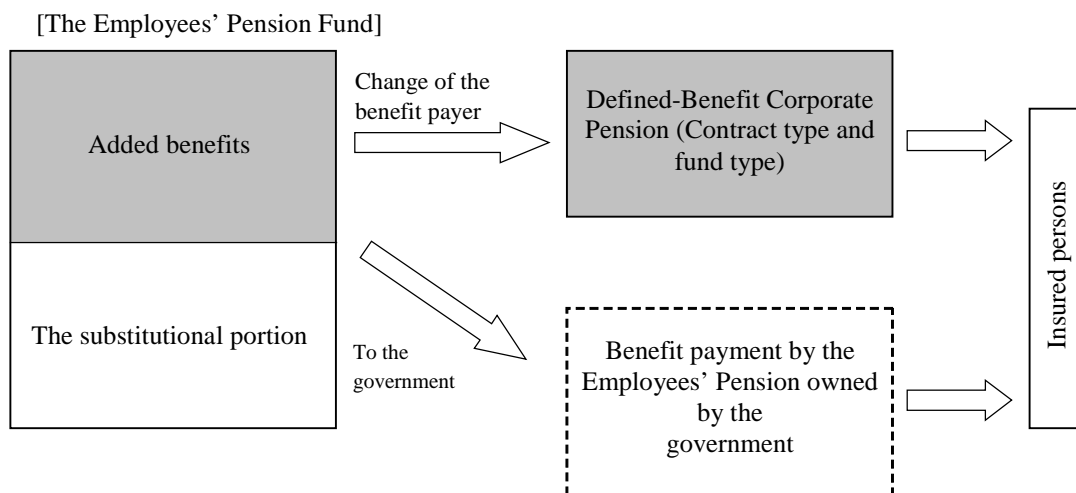 [The Employees’ Pension Fund]
Added benefits
The substitutional portion
Change of the
benefit payer
To the
government
Defined-Benefit Corporate
Pension (Contract type and
fund type)
Benefit payment by the
Employees’ Pension owned
by the
government
Insured persons